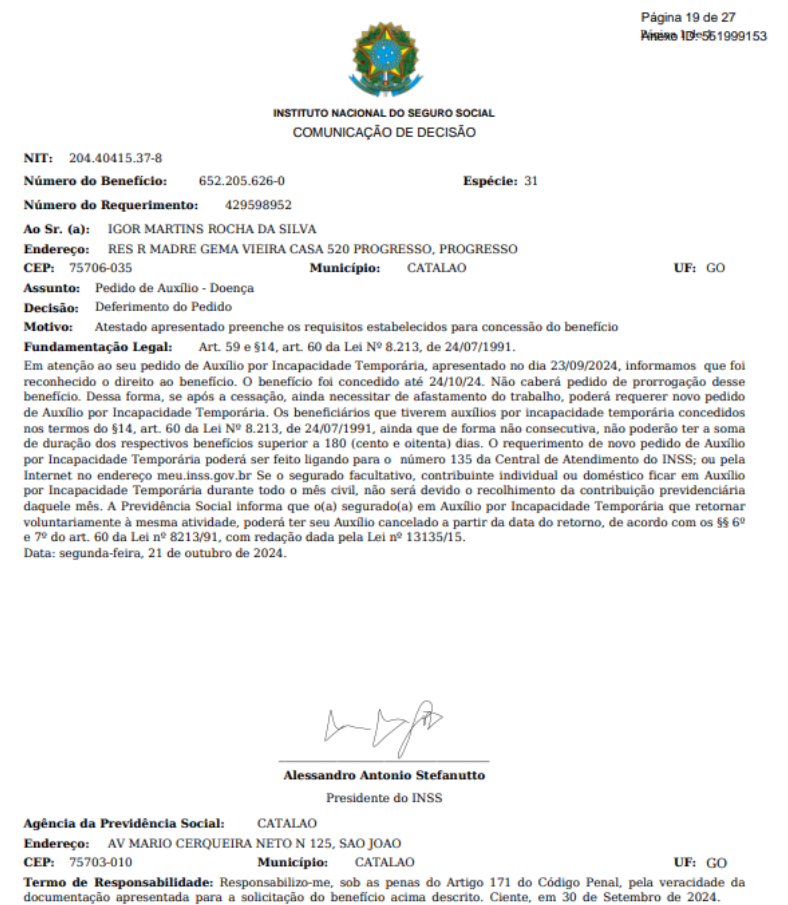 Página 19 de 27
Anexo ID: 561999153
INSTITUTO NACIONAL DO SEGURO SOCIAL
COMUNICAÇÃO DE DECISÃO
NIT: 204.40415.37-8
Número do Benefício: 652.205.626-0 Espécie: 31
Número do Requerimento: 429598952
Ao Sr. (a): IGOR MARTINS ROCHA DA SILVA
Endereço: RES R MADRE GEMA VIEIRA CASA 520 PROGRESSO, PROGRESSO
CEP: 75706-035 Município: CATALAO UF: GO
Assunto: Pedido de Auxílio - Doença
Decisão: Deferimento do Pedido
Motivo: Atestado apresentado preenche os requisitos estabelecidos para concessão do benefício
Fundamentação Legal: Art. 59 e §14, art. 60 da Lei Nº 8.213, de 24/07/1991.
Em atenção ao seu pedido de Auxílio por Incapacidade Temporária, apresentado no dia 23/09/2024, informamos que foi
reconhecido o direito ao benefício. O benefício foi concedido até 24/10/24. Não caberá pedido de prorrogação desse
benefício. Dessa forma, se após a cessação, ainda necessitar de afastamento do trabalho, poderá requerer novo pedido
de Auxílio por Incapacidade Temporária. Os beneficiários que tiverem auxílios por incapacidade temporária concedidos
nos termos do §14, art. 60 da Lei Nº 8.213, de 24/07/1991, ainda que de forma não consecutiva, não poderão ter a soma
de duração dos respectivos benefícios superior a 180 (cento e oitenta) dias. O requerimento de novo pedido de Auxílio
por Incapacidade Temporária poderá ser feito ligando para o número 135 da Central de Atendimento do INSS; ou pela
Internet no endereço meu.inss.gov.br Se o segurado facultativo, contribuinte individual ou doméstico ficar em Auxílio
por Incapacidade Temporária durante todo o mês civil, não será devido o recolhimento da contribuição previdenciária
daquele mês. A Previdência Social informa que o(a) segurado(a) em Auxílio por Incapacidade Temporária que retornar
voluntariamente à mesma atividade, poderá ter seu Auxílio cancelado a partir da data do retorno, de acordo com os §§ 6º
e 7º do art. 60 da Lei nº 8213/91, com redação dada pela Lei nº 13135/15.
Data: segunda-feira, 21 de outubro de 2024.
Alessandro Antonio Stefanutto
Presidente do INSS
Agência da Previdência Social: CATALAO
Endereço: AV MARIO CERQUEIRA NETO N 125, SAO JOAO
CEP: 75703-010 Município: CATALAO UF: GO
Termo de Responsabilidade: Responsabilizo-me, sob as penas do Artigo 171 do Código Penal, pela veracidade da
documentação apresentada para a solicitação do benefício acima descrito. Ciente, em 30 de Setembro de 2024.